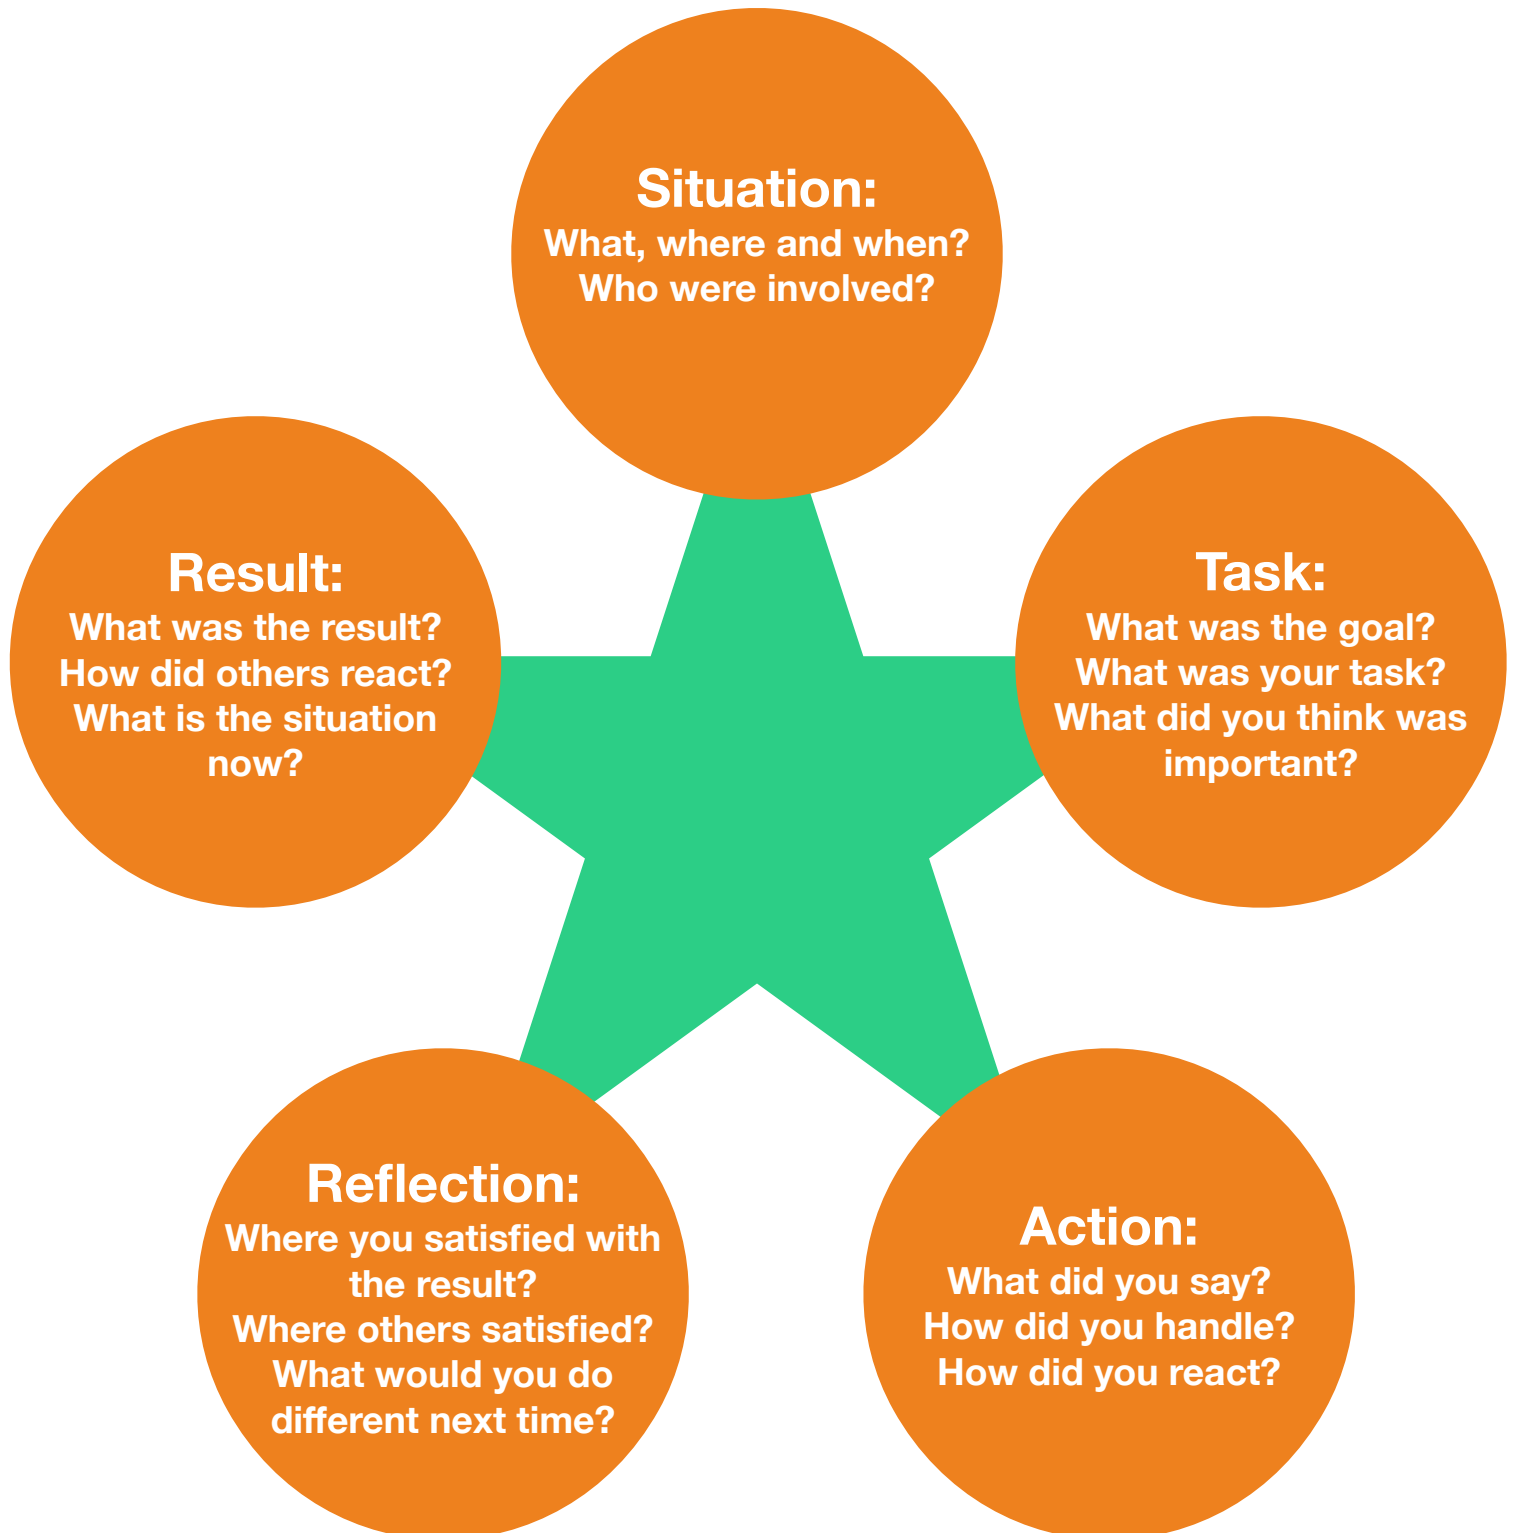 Situation:
What, where and when?
Who were involved?
Task:
What was the goal?
What was your task?
What did you think was
important?
Action:
What did you say?
How did you handle?
How did you react?
Reflection:
Where you satisfied with
the result?
Where others satisfied?
What would you do
different next time?
Result:
What was the result?
How did others react?
What is the situation
now?